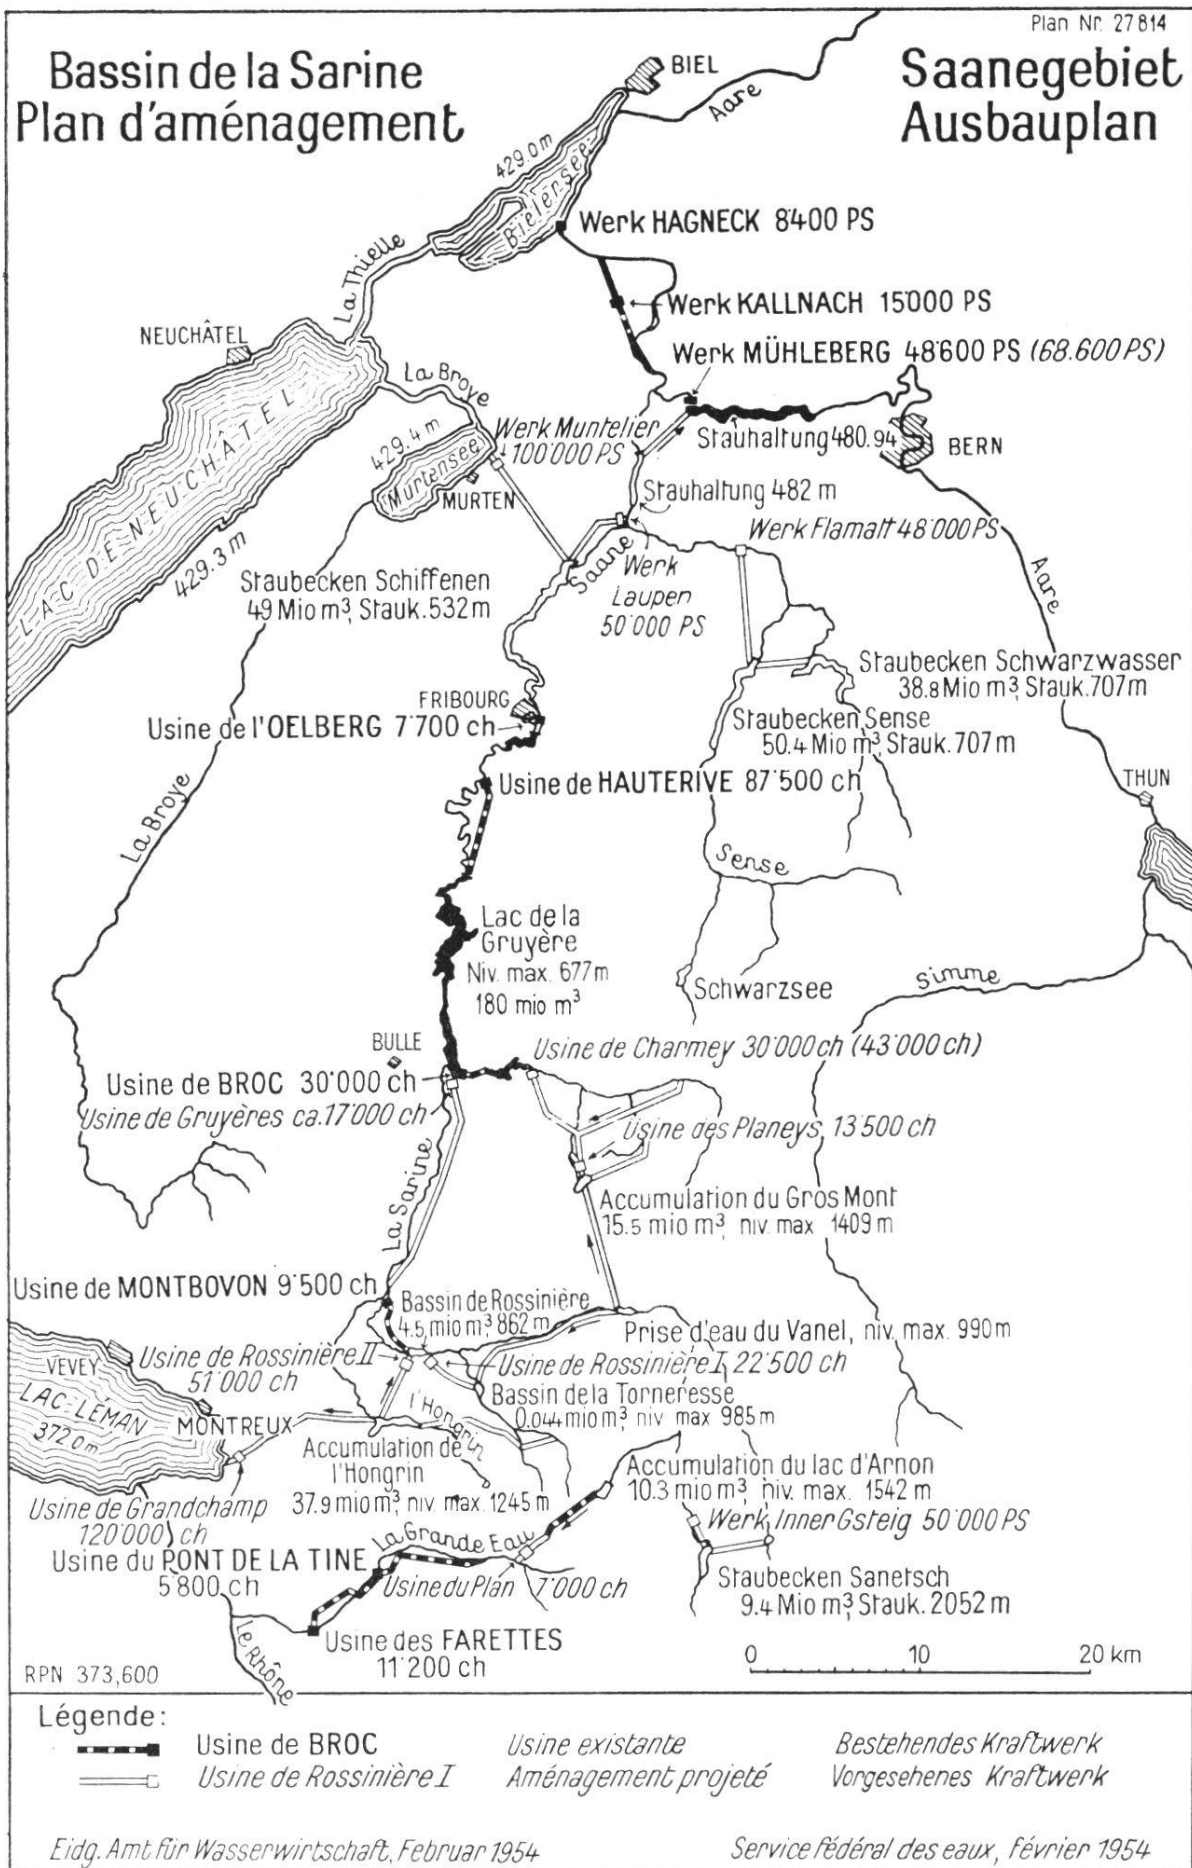 Plan Nr. 27814
Bassin de la Sarine
Plan d'aménagement
Saanegebiet
Ausbauplan
BIEL
Aare
429.0 m
Bielersee
Werk HAGNECK 8'400 PS
La Thielle
Werk KALLNACH 15'000 PS
NEUCHÂTEL
Werk MÜHLEBERG 48'600 PS (68.600 PS)
La Broye
LAC DE NEUCHÂTEL
429.3 m
429.4 m
Murtensee
MURTEN
Werk Muntelier
100'000 PS
Stauhaltung 480.94
BERN
Stauhaltung 482 m
Werk Flamatt 48'000 PS
Saane
Aare
Staubecken Schiffenen
49 Mio m³, Stauk. 532 m
Werk
Laupen
50'000 PS
Staubecken Schwarzwasser
38.8 Mio m³, Stauk. 707 m
FRIBOURG
Usine de l'OELBERG 7'700 ch
Staubecken Sense
50.4 Mio m³, Stauk. 707 m
Usine de HAUTERIVE 87'500 ch
THUN
La Broye
Sense
Lac de la
Gruyère
Niv. max. 677 m
180 mio m³
Schwarzsee
Simme
BULLE
Usine de Charmey 30'000 ch (43'000 ch)
Usine de BROC 30'000 ch
Usine de Gruyères ca. 17'000 ch
Usine des Planeys, 13'500 ch
La Sarine
Accumulation du Gros Mont
15.5 mio m³, niv. max 1409 m
Usine de MONTBOVON 9'500 ch
Bassin de Rossinière
4.5 mio m³, 862 m
Prise d'eau du Vanel, niv. max. 990 m
VEVEY
Usine de Rossinière II
51'000 ch
Usine de Rossinière I, 22'500 ch
LAC LÉMAN
372.0 m
MONTREUX
l'Hongrin
Bassin de la Torneresse
0.044 mio m³, niv. max 985 m
Accumulation de
l'Hongrin
37.9 mio m³, niv. max. 1245 m
Accumulation du lac d'Arnon
10.3 mio m³, niv. max. 1542 m
Usine de Grandchamp
120'000 ch
Werk Inner Gsteig 50'000 PS
La Grande Eau
Usine du PONT DE LA TINE
5'800 ch
Usine du Plan 7'000 ch
Staubecken Sanetsch
9.4 Mio m³, Stauk. 2052 m
Usine des FARETTES
11'200 ch
Le Rhône
0 10 20 km
RPN 373,600
Légende:
Usine de BROC Usine existante Bestehendes Kraftwerk
Usine de Rossinière I Aménagement projeté Vorgesehenes Kraftwerk
Eidg. Amt für Wasserwirtschaft, Februar 1954 Service fédéral des eaux, février 1954